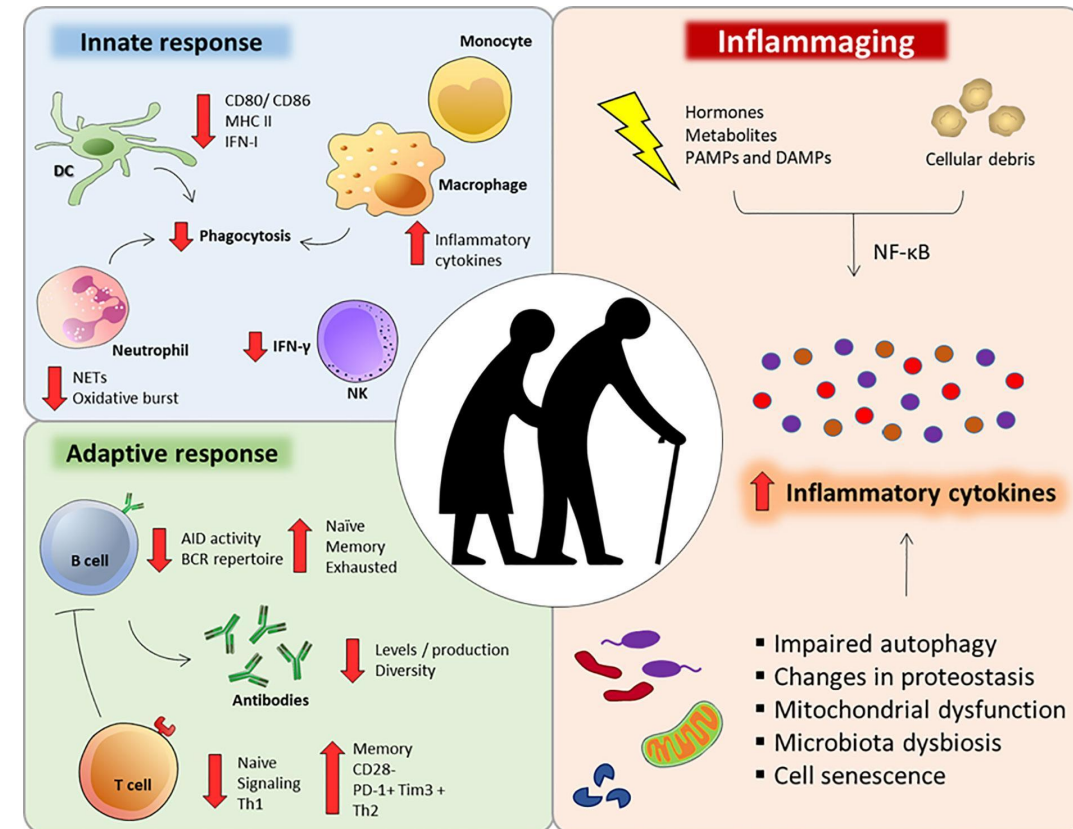 Innate response
Monocyte
CD80/ CD86
MHC II
IFN-I
DC
Macrophage
Phagocytosis
Inflammatory
cytokines
Neutrophil
IFN-γ
NK
NETs
Oxidative burst
Adaptive response
B cell
AID activity
BCR repertoire
Naïve
Memory
Exhausted
Levels / production
Diversity
Antibodies
T cell
Naive
Signaling
Th1
Memory
CD28-
PD-1+ Tim3 +
Th2
Inflammaging
Hormones
Metabolites
PAMPs and DAMPs
Cellular debris
NF-κB
Inflammatory cytokines
▪ Impaired autophagy
▪ Changes in proteostasis
▪ Mitochondrial dysfunction
▪ Microbiota dysbiosis
▪ Cell senescence